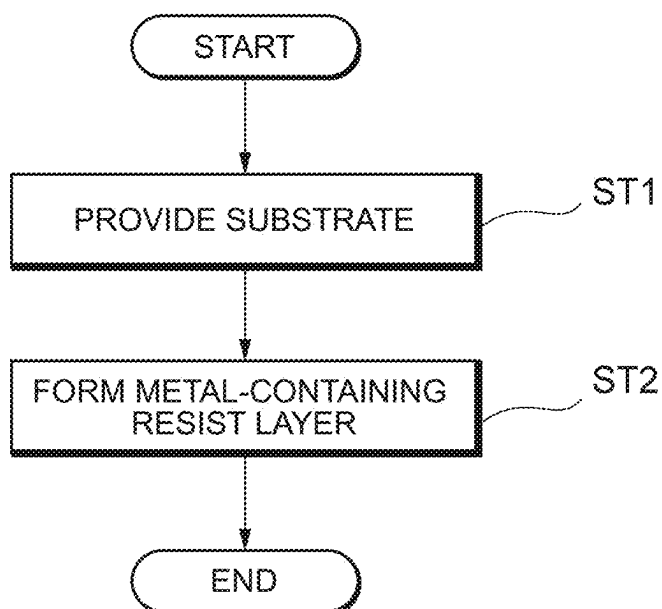 START
PROVIDE SUBSTRATE
ST1
FORM METAL-CONTAINING
RESIST LAYER
ST2
END